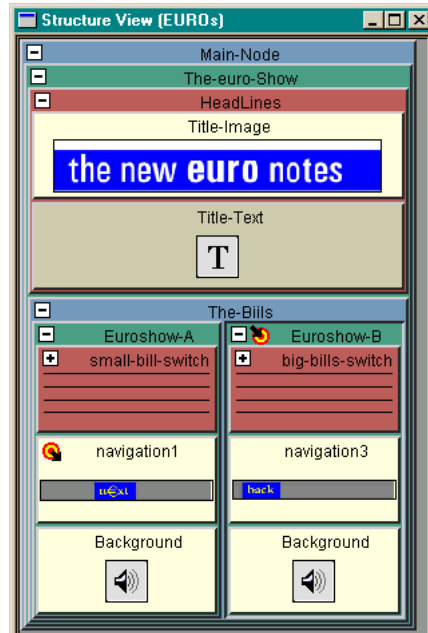 Structure View (EUROs)
Main-Node
The-euro-Show
HeadLines
Title-Image
the new euro notes
Title-Text
T
The-Bills
Euroshow-A
Euroshow-B
small-bill-switch
big-bills-switch
navigation1
navigation3
n€xt
back
Background
Background